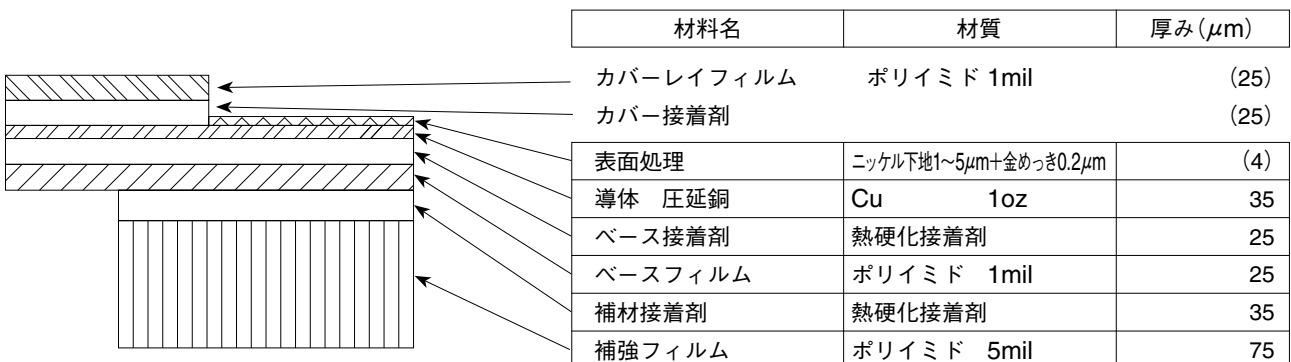 材料名 材質 厚み(μm)
カバーレイフィルム ポリイミド 1mil (25)
カバー接着剤 (25)
表面処理 ニッケル下地1~5μm+金めっき0.2μm (4)
導体 圧延銅 Cu 1oz 35
ベース接着剤 熱硬化接着剤 25
ベースフィルム ポリイミド 1mil 25
補材接着剤 熱硬化接着剤 35
補強フィルム ポリイミド 5mil 75